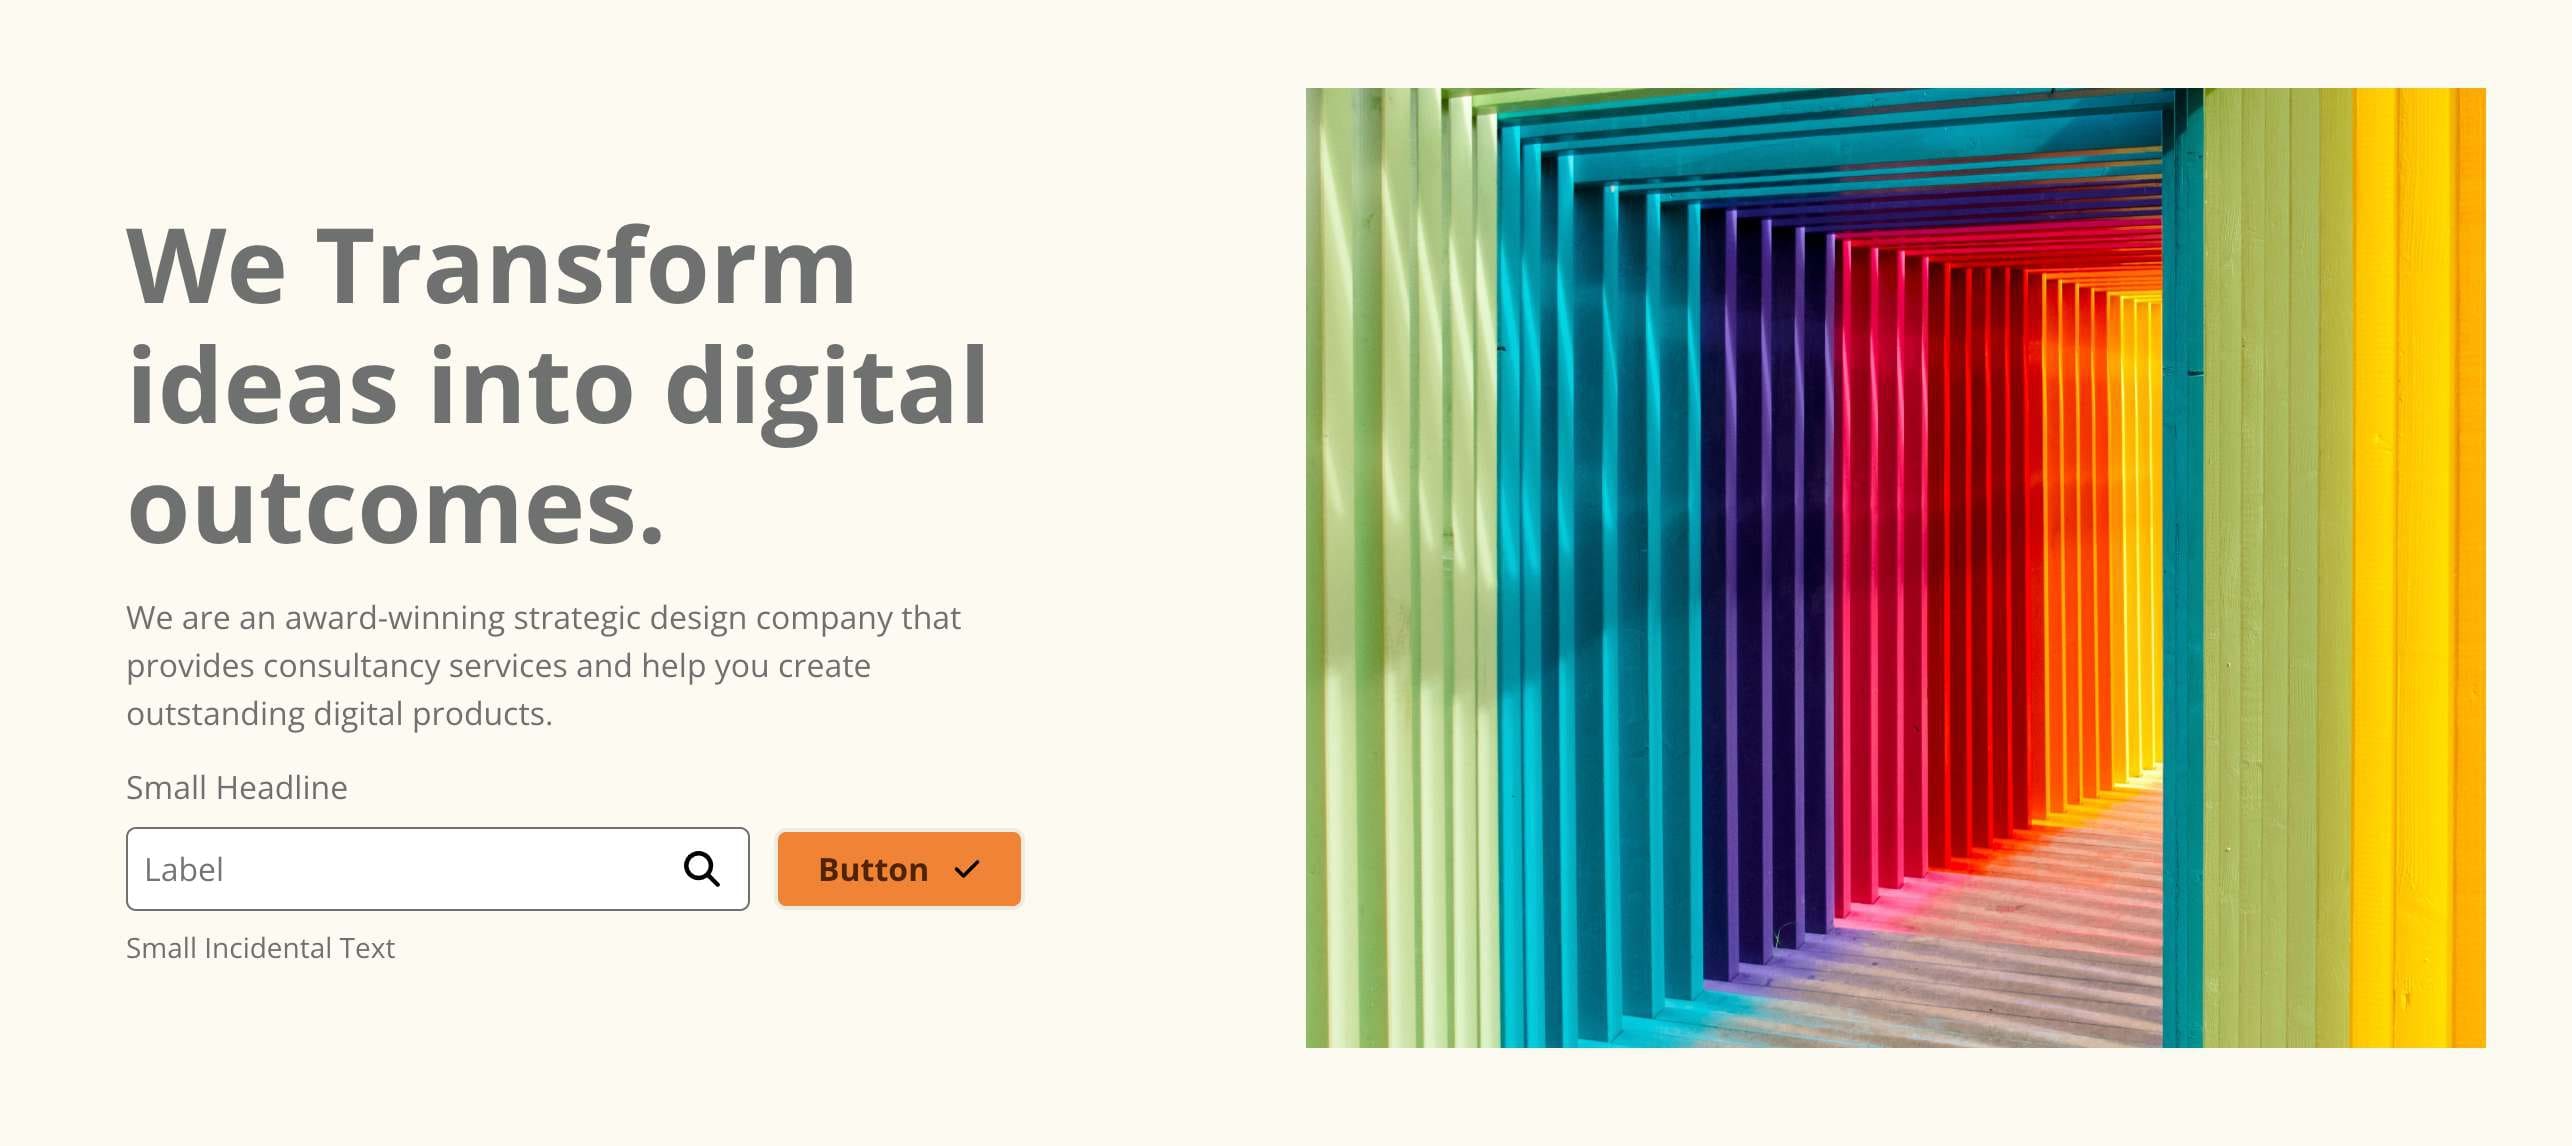 We Transform
ideas into digital
outcomes.
We are an award-winning strategic design company that
provides consultancy services and help you create
outstanding digital products.
Small Headline
Label
Button
Small Incidental Text